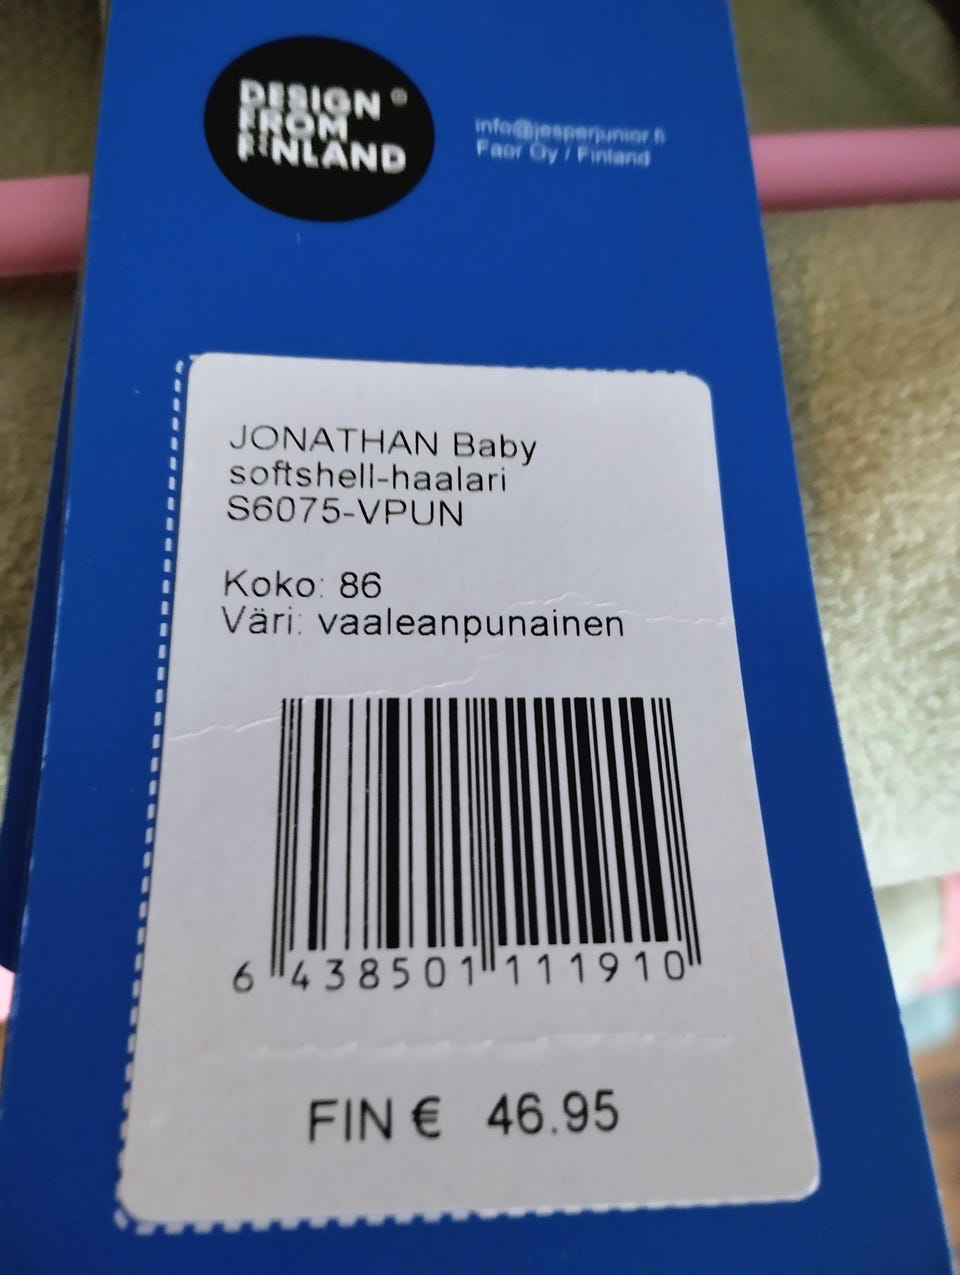 DESIGN ®
FROM
FINLAND
info@jesperjunior.fi
Faor Oy / Finland
JONATHAN Baby
softshell-haalari
S6075-VPUN
Koko: 86
Väri: vaaleanpunainen
6 438501 111910
FIN € 46.95